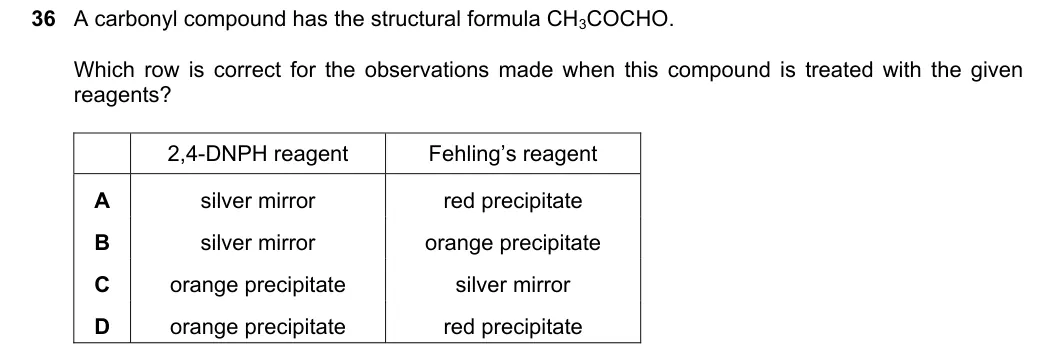 36 A carbonyl compound has the structural formula CH₃COCHO.
Which row is correct for the observations made when this compound is treated with the given
reagents?
2,4-DNPH reagent Fehling’s reagent
A silver mirror red precipitate
B silver mirror orange precipitate
C orange precipitate silver mirror
D orange precipitate red precipitate